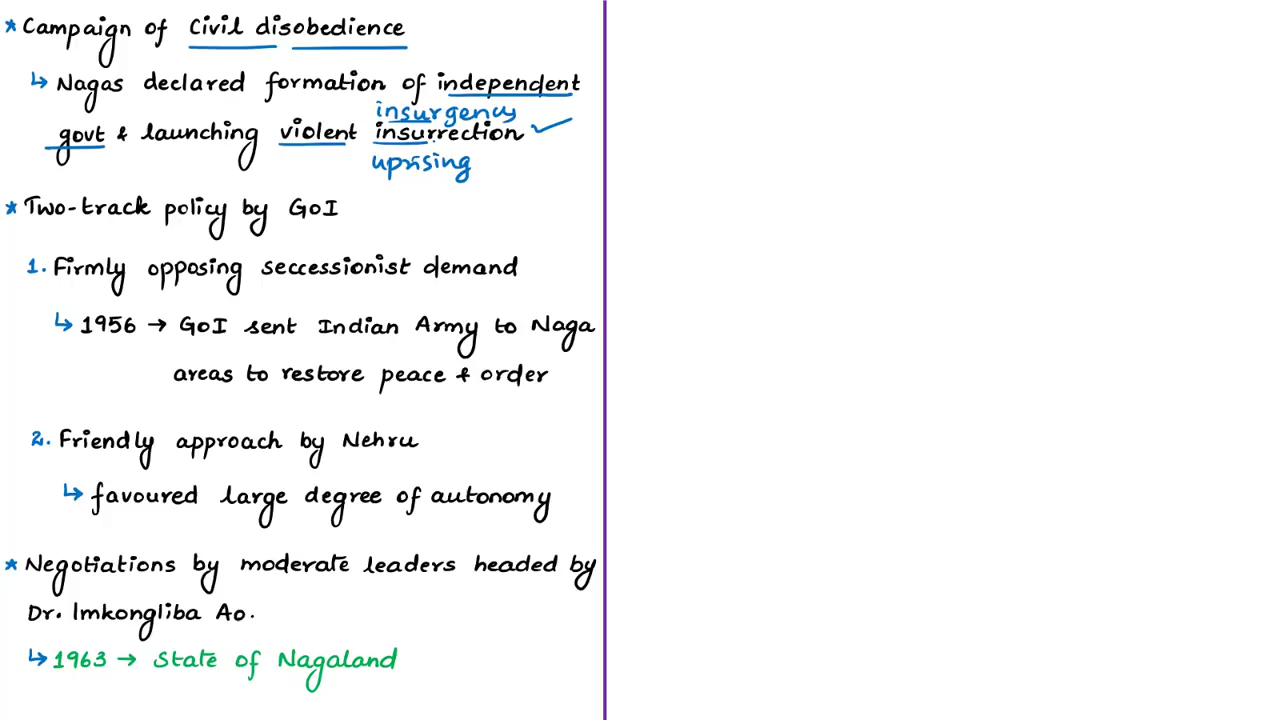 * Campaign of Civil disobedience
↳ Nagas declared formation of independent
insurgency
govt & launching violent insurrection ✓
uprising
* Two-track policy by GoI
1. Firmly opposing seccessionist demand
↳ 1956 → GoI sent Indian Army to Naga
areas to restore peace & order
2. Friendly approach by Nehru
↳ favoured large degree of autonomy
* Negotiations by moderate leaders headed by
Dr. Imkongliba Ao.
↳ 1963 → State of Nagaland